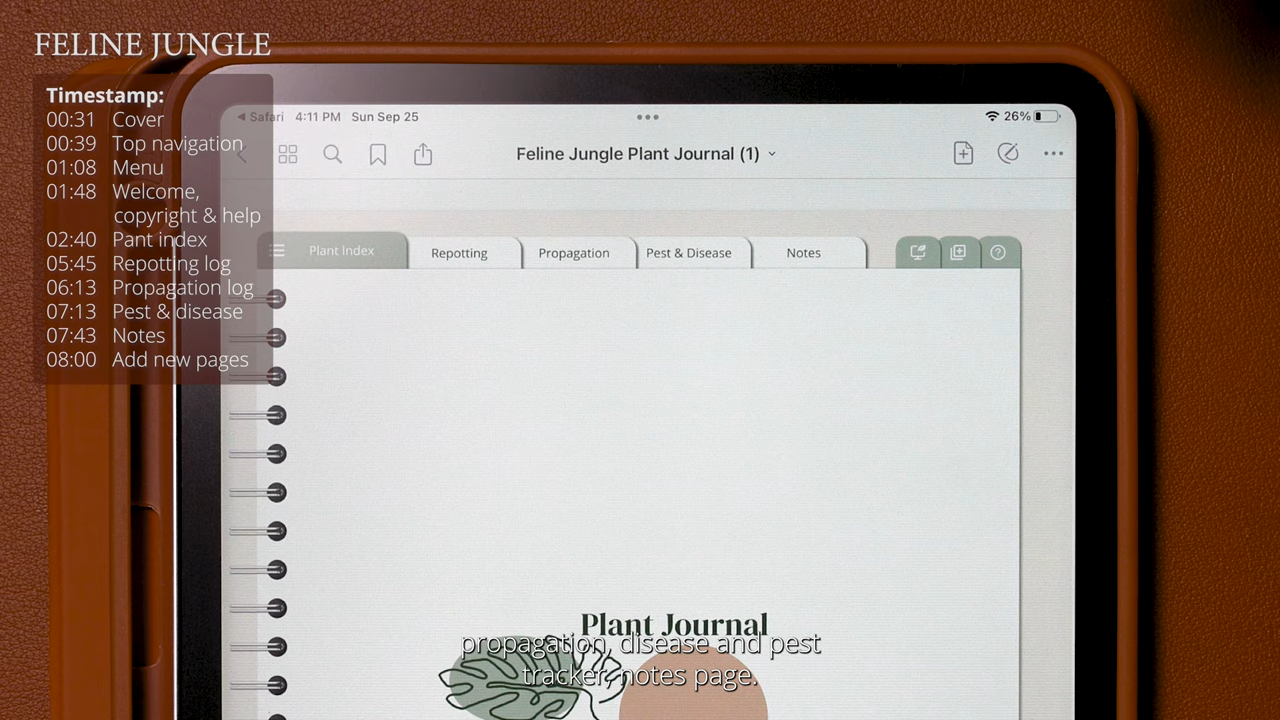 FELINE JUNGLE
Timestamp:
00:31 Cover
00:39 Top navigation
01:08 Menu
01:48 Welcome,
copyright & help
02:40 Pant index
05:45 Repotting log
06:13 Propagation log
07:13 Pest & disease
07:43 Notes
08:00 Add new pages
Safari 4:11 PM Sun Sep 25
26%
Feline Jungle Plant Journal (1)
Plant Index Repotting Propagation Pest & Disease Notes
Plant Journal
propagation, disease and pest
tracker, notes page.